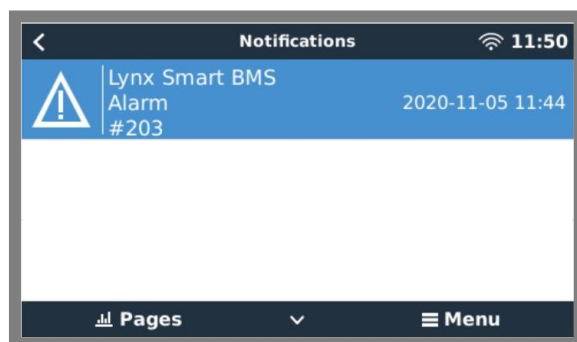 Notifications 11:50
Lynx Smart BMS
Alarm 2020-11-05 11:44
#203
Pages Menu